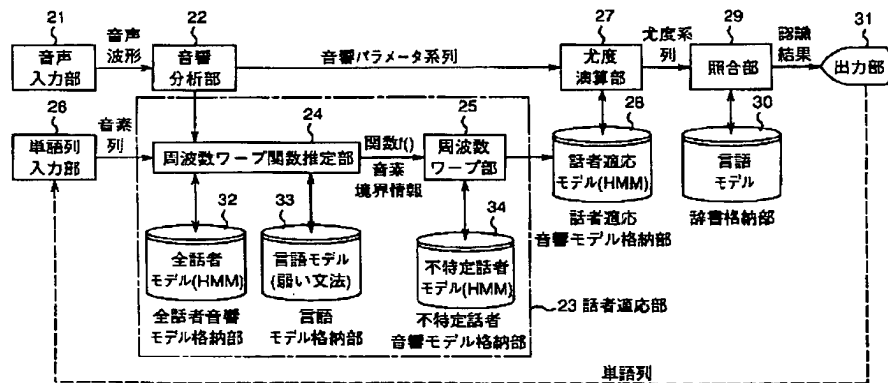 21
音声
入力部
音声
波形
22
音響
分析部
音響パラメータ系列
27
尤度
演算部
尤度系
列
29
照合部
認識
結果
31
出力部
26
単語列
入力部
音素
列
24
周波数ワープ関数推定部
関数f()
音素
境界情報
25
周波数
ワープ部
28
話者適応
モデル(HMM)
話者適応
音響モデル格納部
30
言語
モデル
辞書格納部
32
全話者
モデル(HMM)
全話者音響
モデル格納部
33
言語モデル
(弱い文法)
言語
モデル格納部
34
不特定話者
モデル(HMM)
不特定話者
音響モデル格納部
23 話者適応部
単語列